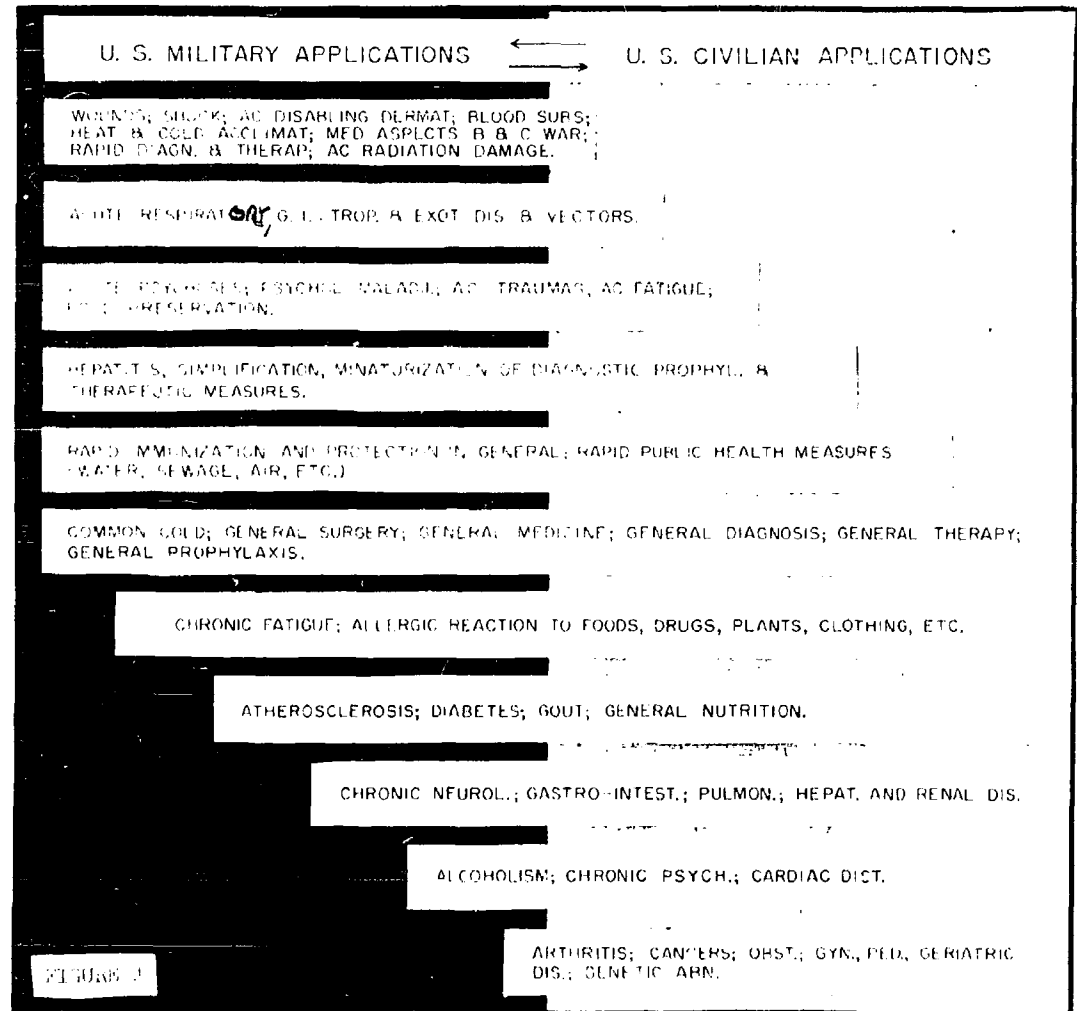 U. S. MILITARY APPLICATIONS
U. S. CIVILIAN APPLICATIONS
WOUNDS; SHOCK; AC DISABLING DERMAT; BLOOD SUBS;
HEAT & COLD ACCLIMAT; MED ASPECTS B & C WAR;
RAPID DIAGN. & THERAP; AC RADIATION DAMAGE.
ACUTE RESPIRATORY, G. I., TROP. & EXOT DIS & VECTORS.
PSYCHOSES; PSYCHOL MALADJ.; AC. TRAUMAS, AC FATIGUE;
PRESERVATION.
HEPATITIS, SIMPLIFICATION, MINATURIZATION OF DIAGNOSTIC PROPHYL. &
THERAPEUTIC MEASURES.
RAPID IMMUNIZATION AND PROTECTION IN GENERAL; RAPID PUBLIC HEALTH MEASURES
(WATER, SEWAGE, AIR, ETC.)
COMMON COLD; GENERAL SURGERY; GENERAL MEDICINE; GENERAL DIAGNOSIS; GENERAL THERAPY;
GENERAL PROPHYLAXIS.
CHRONIC FATIGUE; ALLERGIC REACTION TO FOODS, DRUGS, PLANTS, CLOTHING, ETC.
ATHEROSCLEROSIS; DIABETES; GOUT; GENERAL NUTRITION.
CHRONIC NEUROL.; GASTRO-INTEST.; PULMON.; HEPAT. AND RENAL DIS.
ALCOHOLISM; CHRONIC PSYCH.; CARDIAC DICT.
ARTHRITIS; CANCERS; OBST.; GYN., PED., GERIATRIC
DIS.; GENETIC ABN.
FIGURE